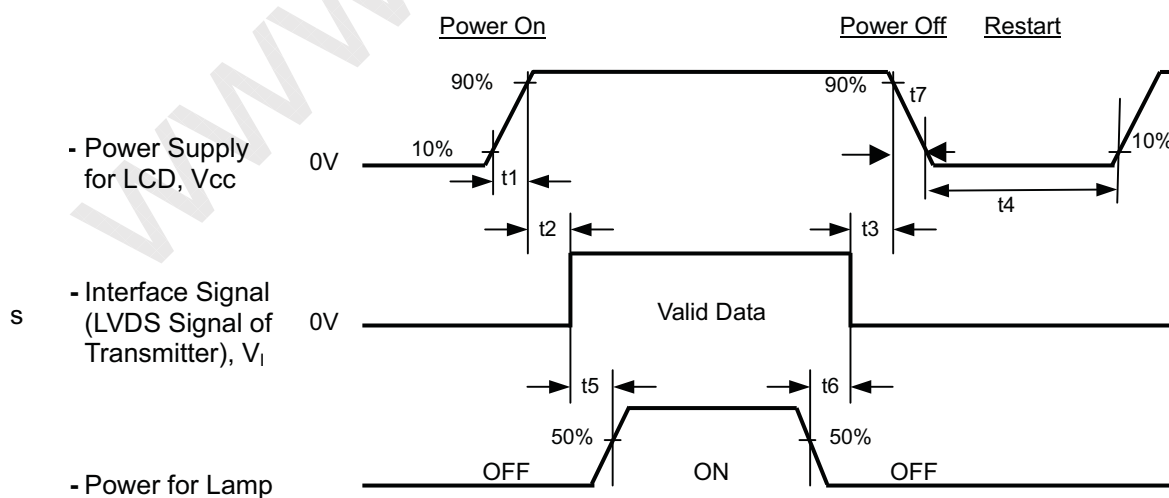 Power On Power Off Restart
90% 90% t7
- Power Supply
for LCD, Vcc
0V 10% 10%
t1
t4
t2 t3
- Interface Signal
(LVDS Signal of
Transmitter), VI
s 0V Valid Data
t5 t6
50% 50%
- Power for Lamp OFF ON OFF